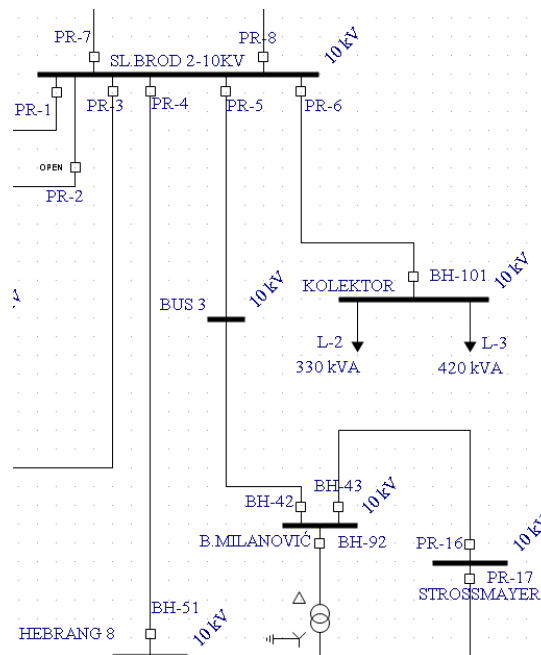 PR-7
PR-8
SL.BROD 2-10KV
10 kV
PR-1
PR-3
PR-4
PR-5
PR-6
OPEN
PR-2
BH-101
KOLEKTOR
10 kV
BUS 3
10 kV
L-2
L-3
330 kVA
420 kVA
BH-42
BH-43
10 kV
B.MILANOVIĆ
BH-92
PR-16
10 kV
PR-17
STROSSMAYER
BH-51
HEBRANG 8
10 kV